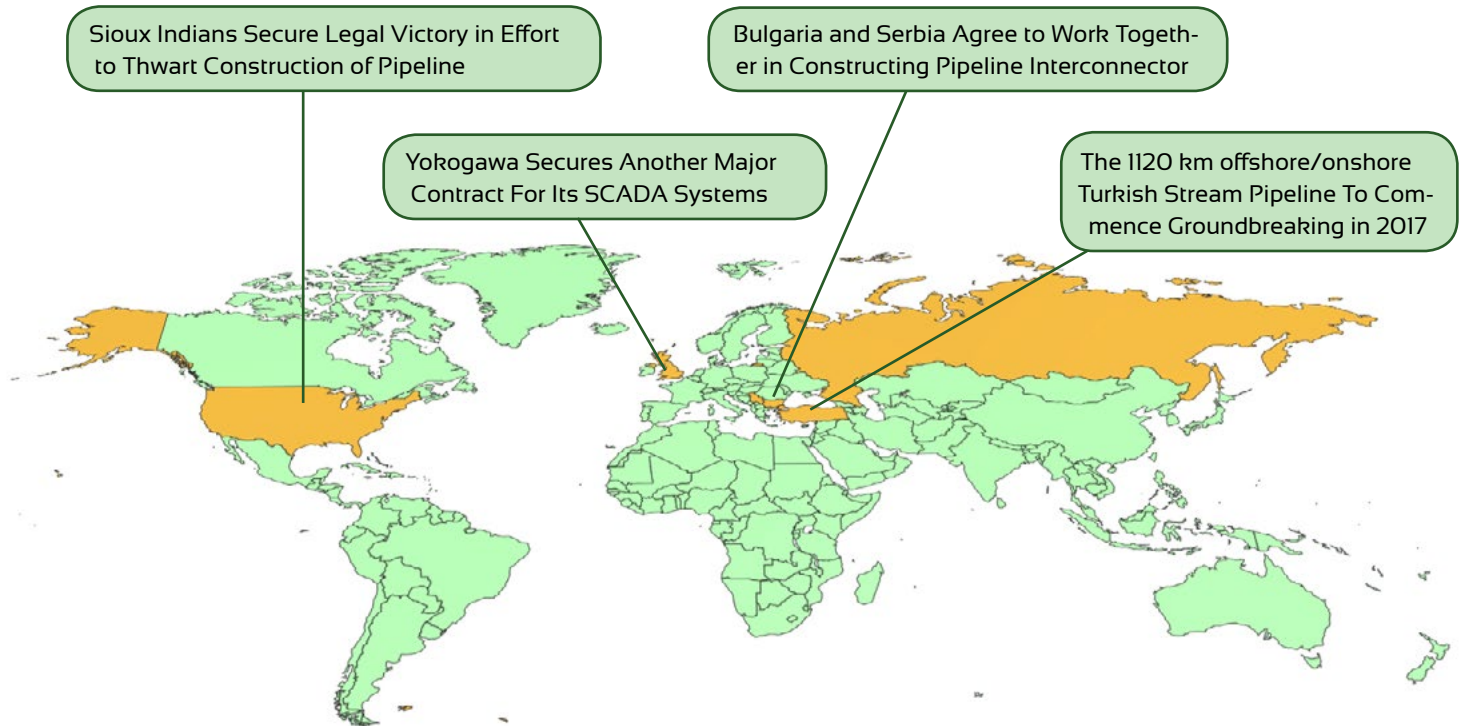 Sioux Indians Secure Legal Victory in Effort
to Thwart Construction of Pipeline
Bulgaria and Serbia Agree to Work Togeth-
er in Constructing Pipeline Interconnector
Yokogawa Secures Another Major
Contract For Its SCADA Systems
The 1120 km offshore/onshore
Turkish Stream Pipeline To Com-
mence Groundbreaking in 2017